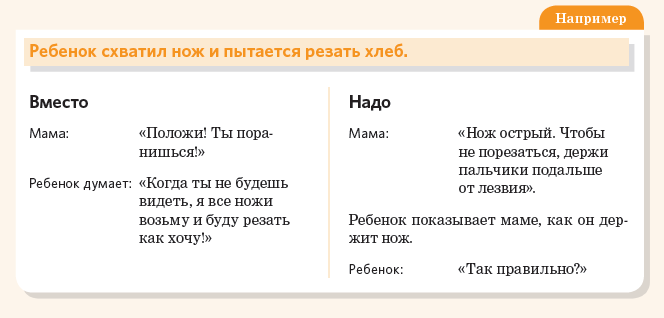 Например
Ребенок схватил нож и пытается резать хлеб.
Вместо
Мама: «Положи! Ты пора-
нишься!»
Ребенок думает: «Когда ты не будешь
видеть, я все ножи
возьму и буду резать
как хочу!»
Надо
Мама: «Нож острый. Чтобы
не порезаться, держи
пальчики подальше
от лезвия».
Ребенок показывает маме, как он дер-
жит нож.
Ребенок: «Так правильно?»